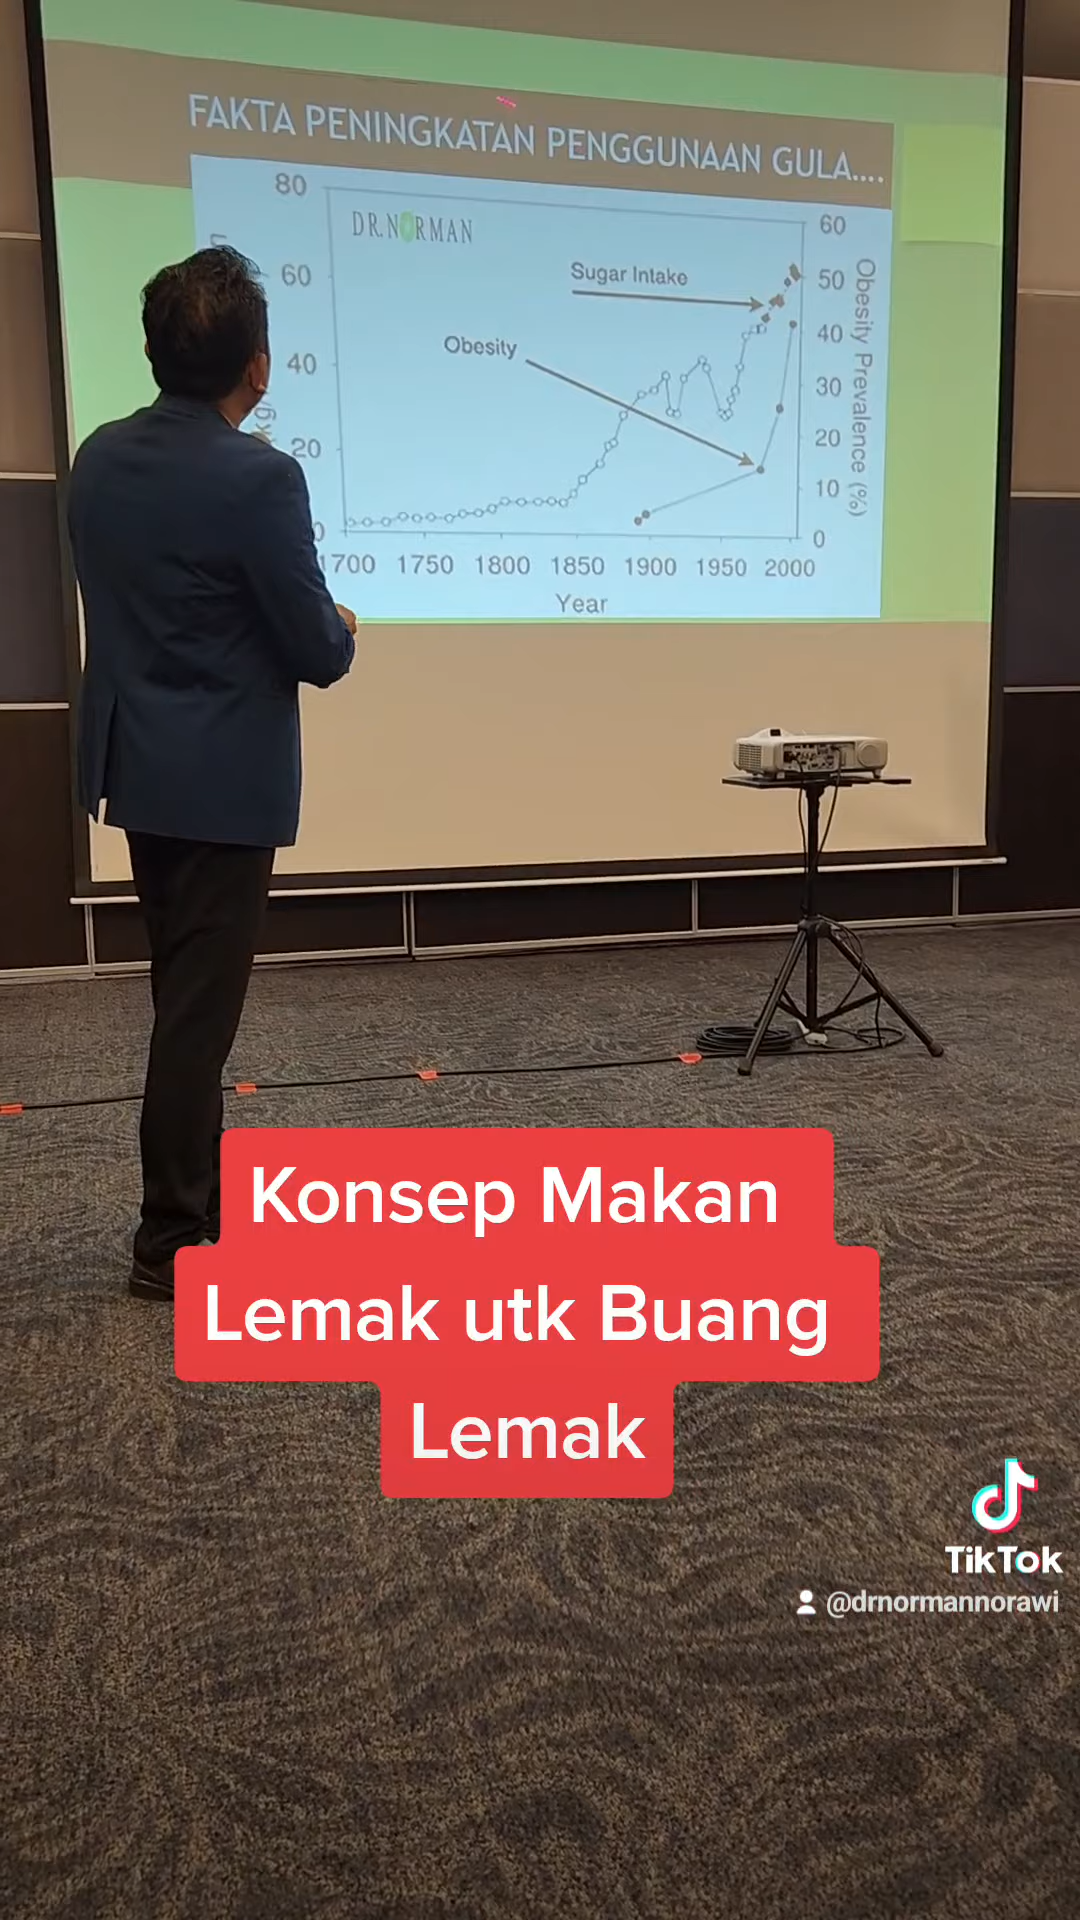 FAKTA PENINGKATAN PENGGUNAAN GULA....
80
60
40
20
0
DR.NORMAN
Sugar Intake
Obesity
60
50
40
30
20
10
0
Obesity Prevalence (%)
1700 1750 1800 1850 1900 1950 2000
Year
Konsep Makan
Lemak utk Buang
Lemak
TikTok
@drnormannorawi